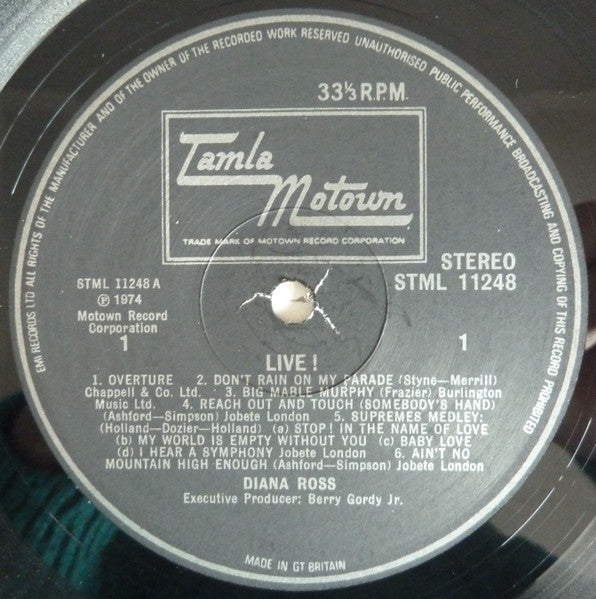 EMI RECORDS LTD ALL RIGHTS OF THE MANUFACTURER AND OF THE OWNER OF THE RECORDED WORK RESERVED UNAUTHORISED PUBLIC PERFORMANCE BROADCASTING AND COPYING OF THIS RECORD PROHIBITED
33⅓ R.P.M.
Tamla
Motown
TRADE MARK OF MOTOWN RECORD CORPORATION
STEREO
STML 11248
STML 11248 A
℗ 1974
Motown Record
Corporation
1
1
LIVE !
1. OVERTURE 2. DON'T RAIN ON MY PARADE (Styne—Merrill)
Chappell & Co. Ltd. 3. BIG MABLE MURPHY (Frazier) Burlington
Music Ltd. 4. REACH OUT AND TOUCH (SOMEBODY'S HAND)
(Ashford—Simpson) Jobete London 5. SUPREMES MEDLEY
(Holland—Dozier—Holland) (a) STOP! IN THE NAME OF LOVE
(b) MY WORLD IS EMPTY WITHOUT YOU (c) BABY LOVE
(d) I HEAR A SYMPHONY Jobete London 6. AIN'T NO
MOUNTAIN HIGH ENOUGH (Ashford—Simpson) Jobete London
DIANA ROSS
Executive Producer: Berry Gordy Jr.
MADE IN GT BRITAIN